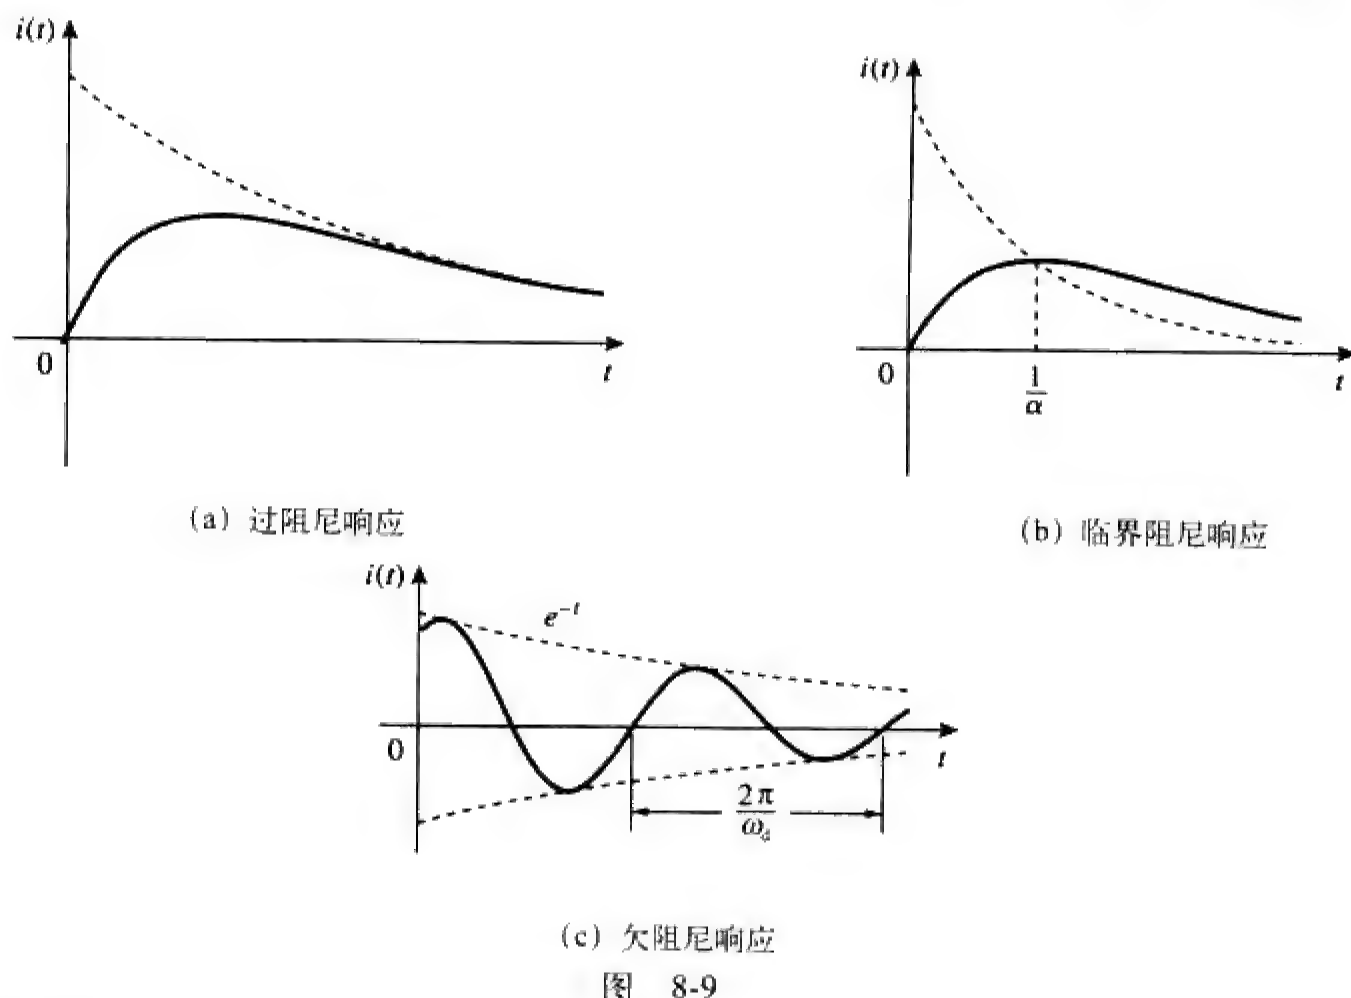 i(t)
0
t
(a) 过阻尼响应
i(t)
0
1/α
t
(b) 临界阻尼响应
i(t)
e^{-t}
0
t
2π/ω_d
(c) 欠阻尼响应
图 8-9